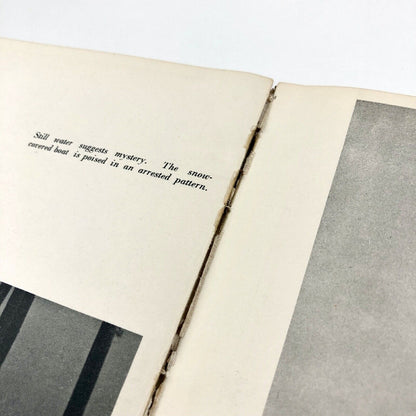 Still water suggests mystery. The snow-
covered boat is poised in an arrested pattern.